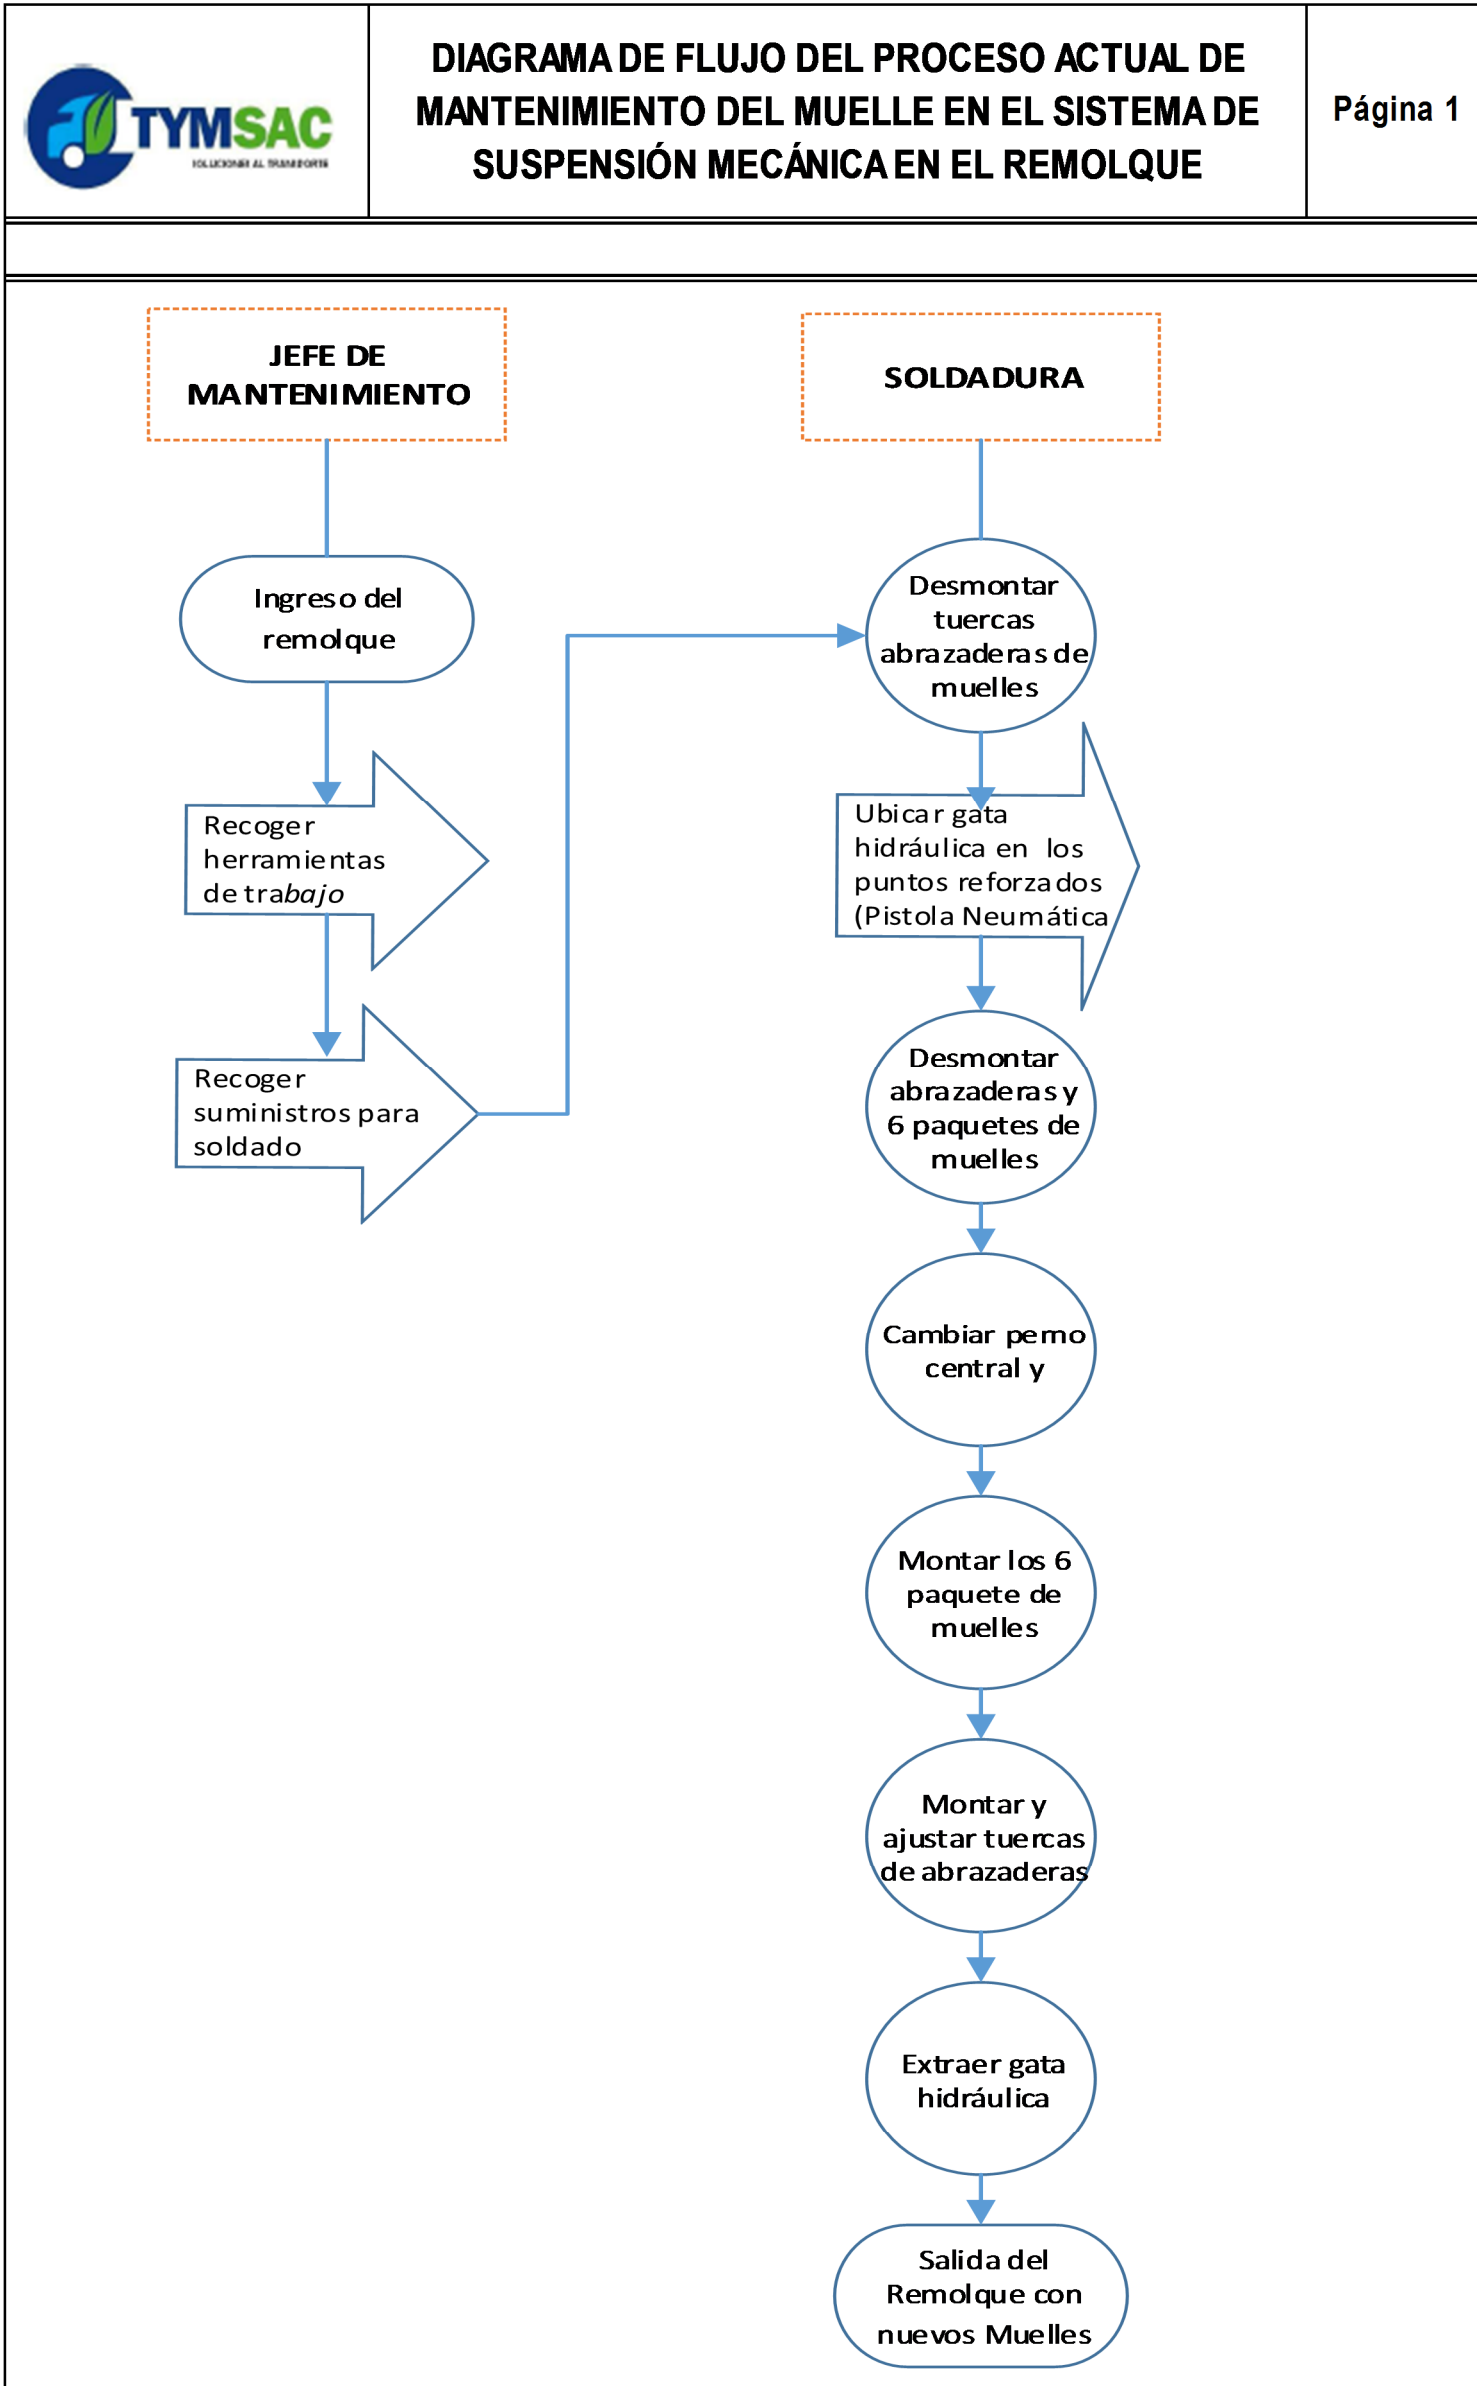 TYMSAC
SOLUCIONES AL TRANSPORTE
DIAGRAMA DE FLUJO DEL PROCESO ACTUAL DE
MANTENIMIENTO DEL MUELLE EN EL SISTEMA DE
SUSPENSIÓN MECÁNICA EN EL REMOLQUE
Página 1
JEFE DE
MANTENIMIENTO
Ingreso del
remolque
Recoger
herramientas
de trabajo
Recoger
suministros para
soldado
SOLDADURA
Desmontar
tuercas
abrazaderas de
muelles
Ubicar gata
hidráulica en los
puntos reforzados
(Pistola Neumática
Desmontar
abrazaderas y
6 paquetes de
muelles
Cambiar perno
central y
Montar los 6
paquete de
muelles
Montar y
ajustar tuercas
de abrazaderas
Extraer gata
hidráulica
Salida del
Remolque con
nuevos Muelles